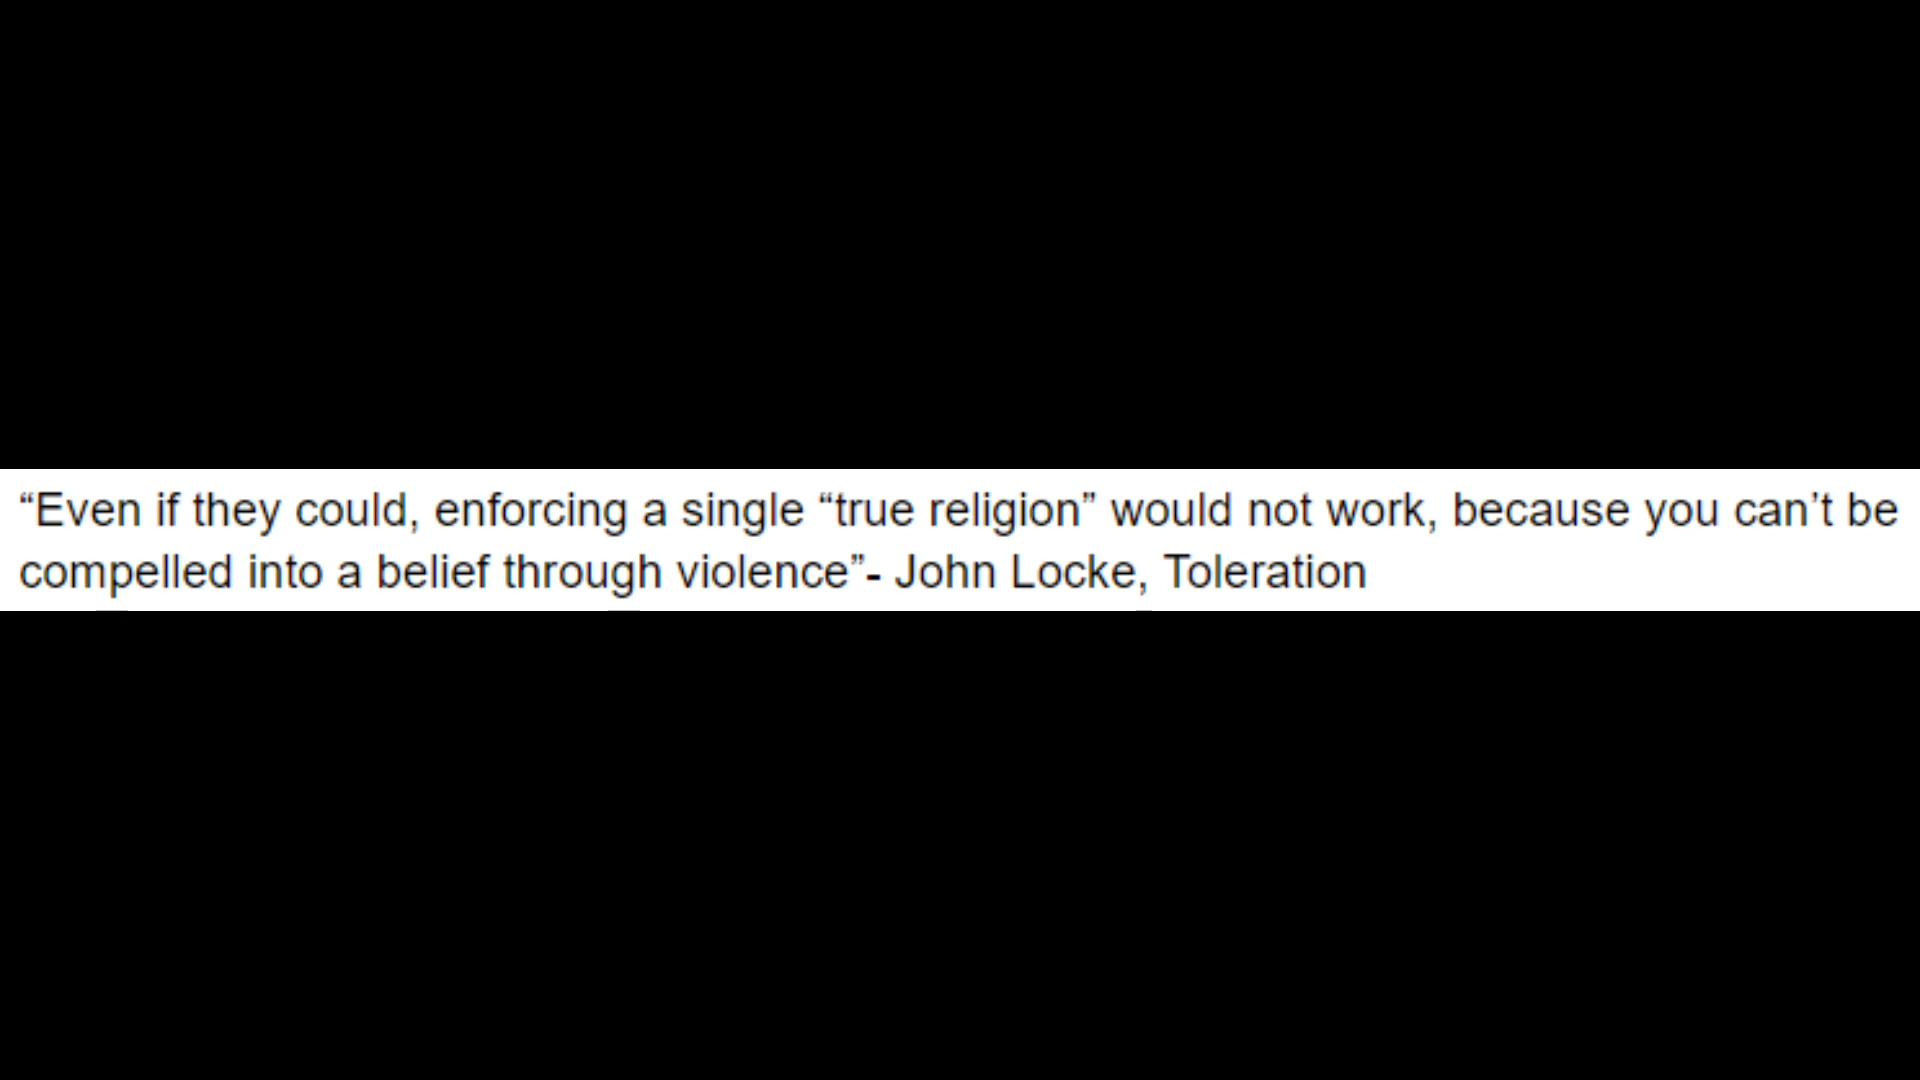 “Even if they could, enforcing a single “true religion” would not work, because you can’t be
compelled into a belief through violence”- John Locke, Toleration